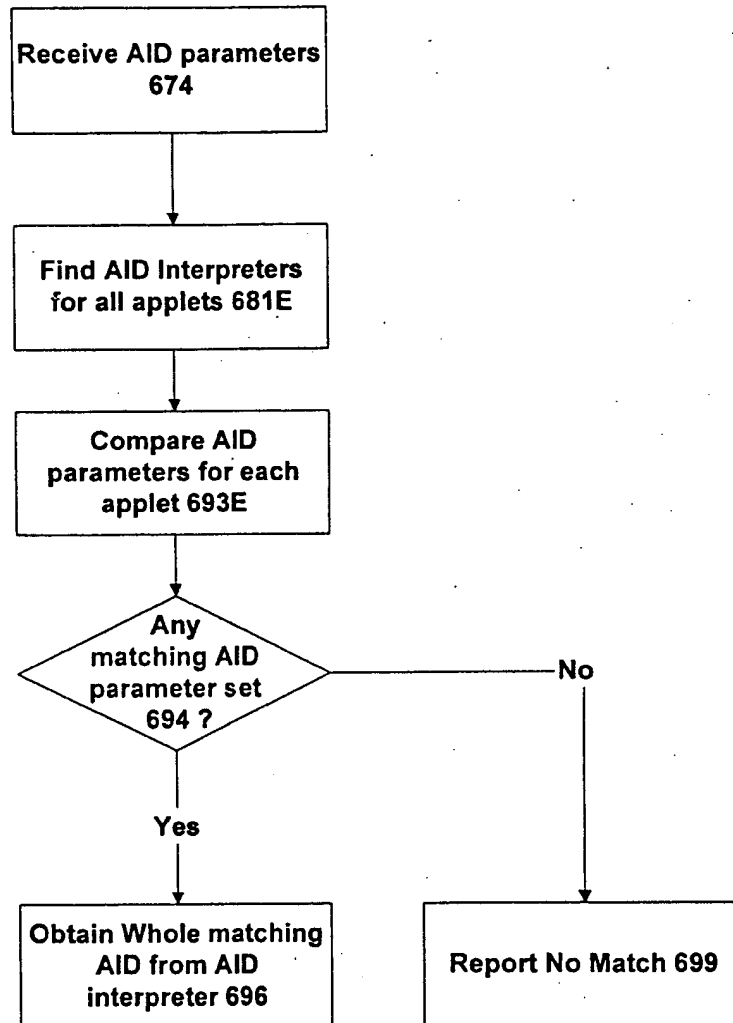 Receive AID parameters
674
Find AID Interpreters
for all applets 681E
Compare AID
parameters for each
applet 693E
Any
matching AID
parameter set
694 ?
No
Yes
Obtain Whole matching
AID from AID
interpreter 696
Report No Match 699